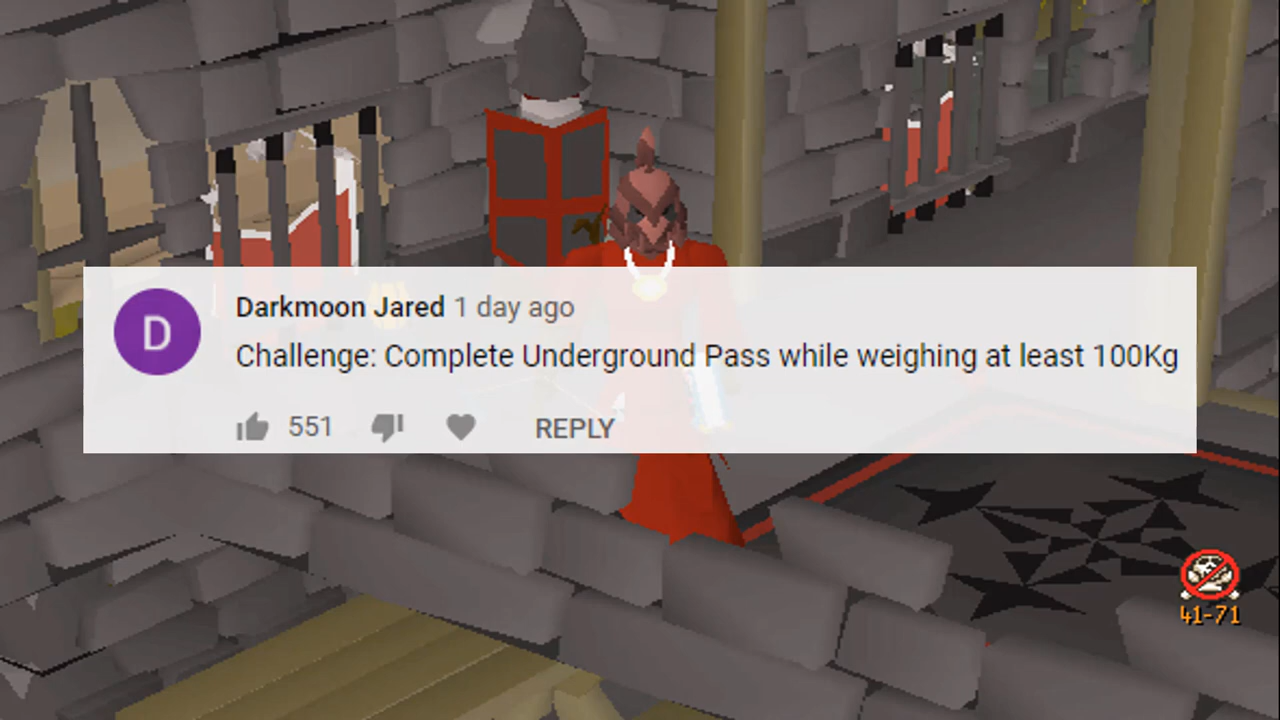 D
Darkmoon Jared 1 day ago
Challenge: Complete Underground Pass while weighing at least 100Kg
551
REPLY
41-71